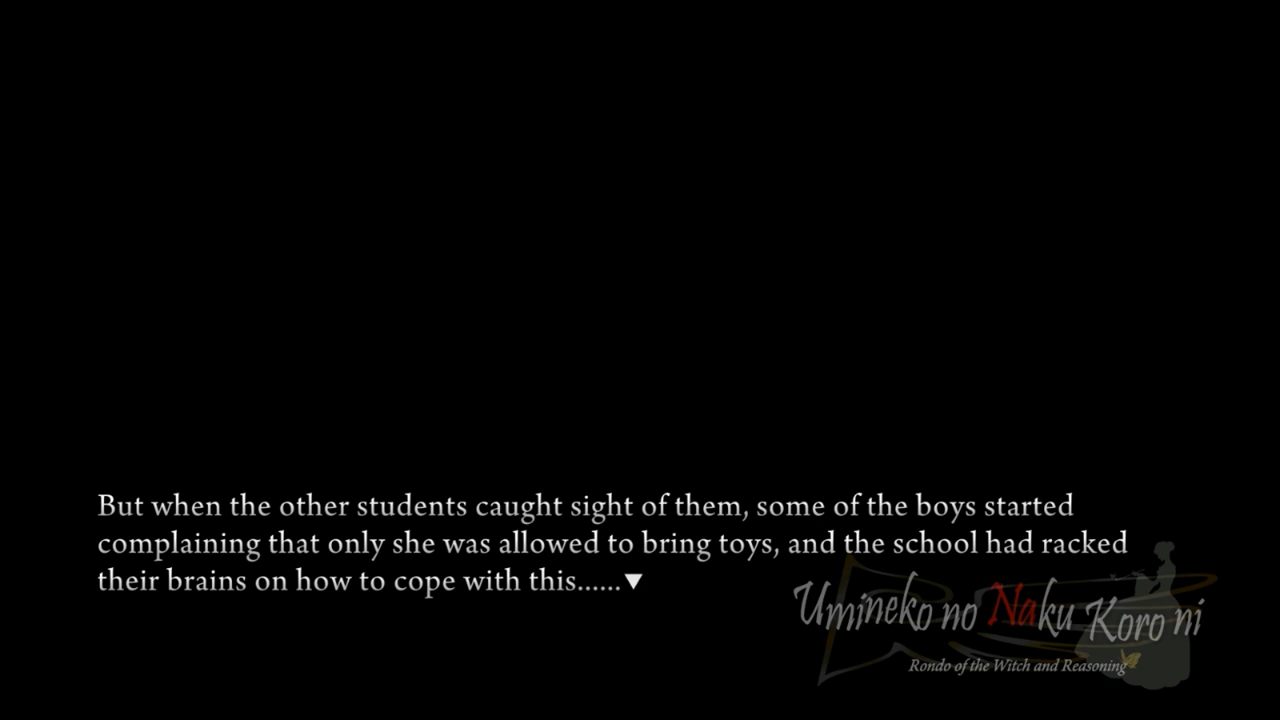 But when the other students caught sight of them, some of the boys started
complaining that only she was allowed to bring toys, and the school had racked
their brains on how to cope with this......▼
Umineko no Naku Koro ni
Rondo of the Witch and Reasoning